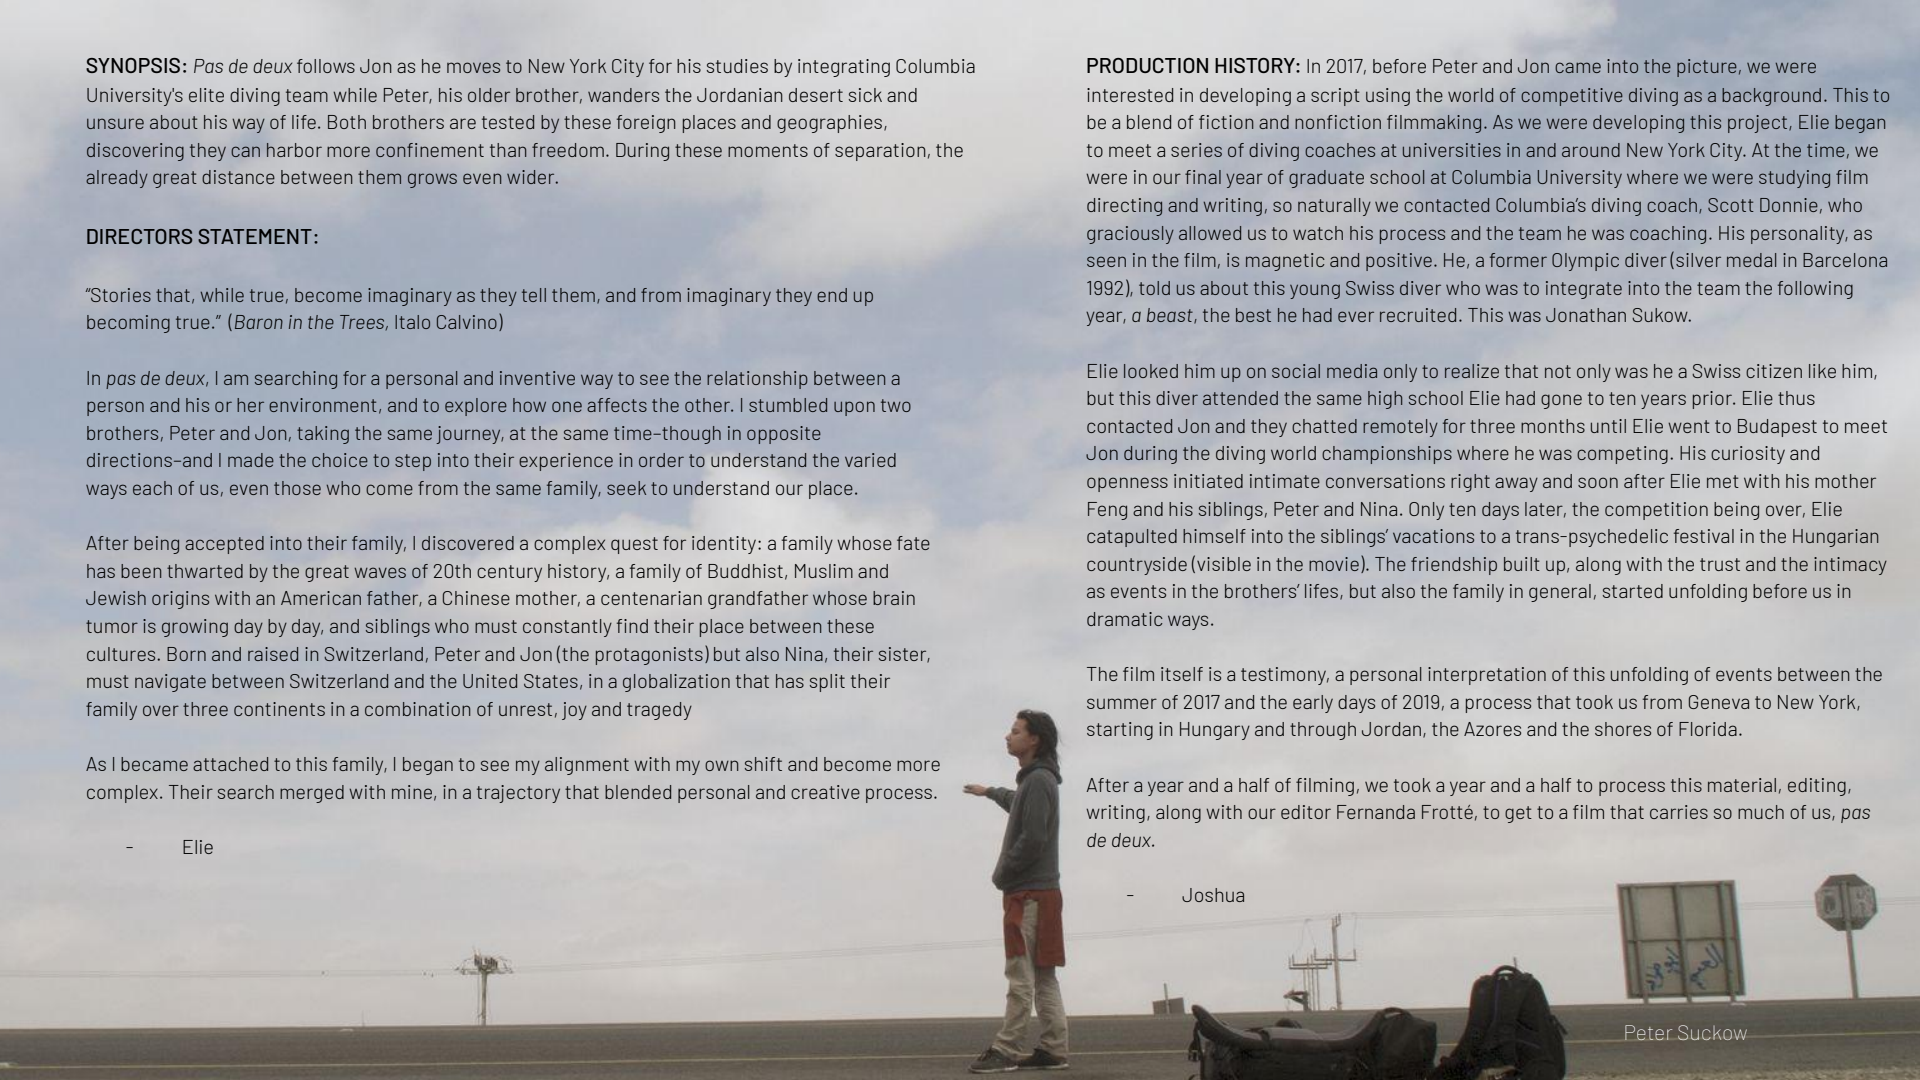 SYNOPSIS: Pas de deux follows Jon as he moves to New York City for his studies by integrating Columbia
University's elite diving team while Peter, his older brother, wanders the Jordanian desert sick and
unsure about his way of life. Both brothers are tested by these foreign places and geographies,
discovering they can harbor more confinement than freedom. During these moments of separation, the
already great distance between them grows even wider.
DIRECTORS STATEMENT:
“Stories that, while true, become imaginary as they tell them, and from imaginary they end up
becoming true.” (Baron in the Trees, Italo Calvino)
In pas de deux, I am searching for a personal and inventive way to see the relationship between a
person and his or her environment, and to explore how one affects the other. I stumbled upon two
brothers, Peter and Jon, taking the same journey, at the same time–though in opposite
directions–and I made the choice to step into their experience in order to understand the varied
ways each of us, even those who come from the same family, seek to understand our place.
After being accepted into their family, I discovered a complex quest for identity: a family whose fate
has been thwarted by the great waves of 20th century history, a family of Buddhist, Muslim and
Jewish origins with an American father, a Chinese mother, a centenarian grandfather whose brain
tumor is growing day by day, and siblings who must constantly find their place between these
cultures. Born and raised in Switzerland, Peter and Jon (the protagonists) but also Nina, their sister,
must navigate between Switzerland and the United States, in a globalization that has split their
family over three continents in a combination of unrest, joy and tragedy
As I became attached to this family, I began to see my alignment with my own shift and become more
complex. Their search merged with mine, in a trajectory that blended personal and creative process.
- Elie
PRODUCTION HISTORY: In 2017, before Peter and Jon came into the picture, we were
interested in developing a script using the world of competitive diving as a background. This to
be a blend of fiction and nonfiction filmmaking. As we were developing this project, Elie began
to meet a series of diving coaches at universities in and around New York City. At the time, we
were in our final year of graduate school at Columbia University where we were studying film
directing and writing, so naturally we contacted Columbia’s diving coach, Scott Donnie, who
graciously allowed us to watch his process and the team he was coaching. His personality, as
seen in the film, is magnetic and positive. He, a former Olympic diver (silver medal in Barcelona
1992), told us about this young Swiss diver who was to integrate into the team the following
year, a beast, the best he had ever recruited. This was Jonathan Sukow.
Elie looked him up on social media only to realize that not only was he a Swiss citizen like him,
but this diver attended the same high school Elie had gone to ten years prior. Elie thus
contacted Jon and they chatted remotely for three months until Elie went to Budapest to meet
Jon during the diving world championships where he was competing. His curiosity and
openness initiated intimate conversations right away and soon after Elie met with his mother
Feng and his siblings, Peter and Nina. Only ten days later, the competition being over, Elie
catapulted himself into the siblings’ vacations to a trans-psychedelic festival in the Hungarian
countryside (visible in the movie). The friendship built up, along with the trust and the intimacy
as events in the brothers’ lifes, but also the family in general, started unfolding before us in
dramatic ways.
The film itself is a testimony, a personal interpretation of this unfolding of events between the
summer of 2017 and the early days of 2019, a process that took us from Geneva to New York,
starting in Hungary and through Jordan, the Azores and the shores of Florida.
After a year and a half of filming, we took a year and a half to process this material, editing,
writing, along with our editor Fernanda Frotté, to get to a film that carries so much of us, pas
de deux.
- Joshua
Peter Suckow